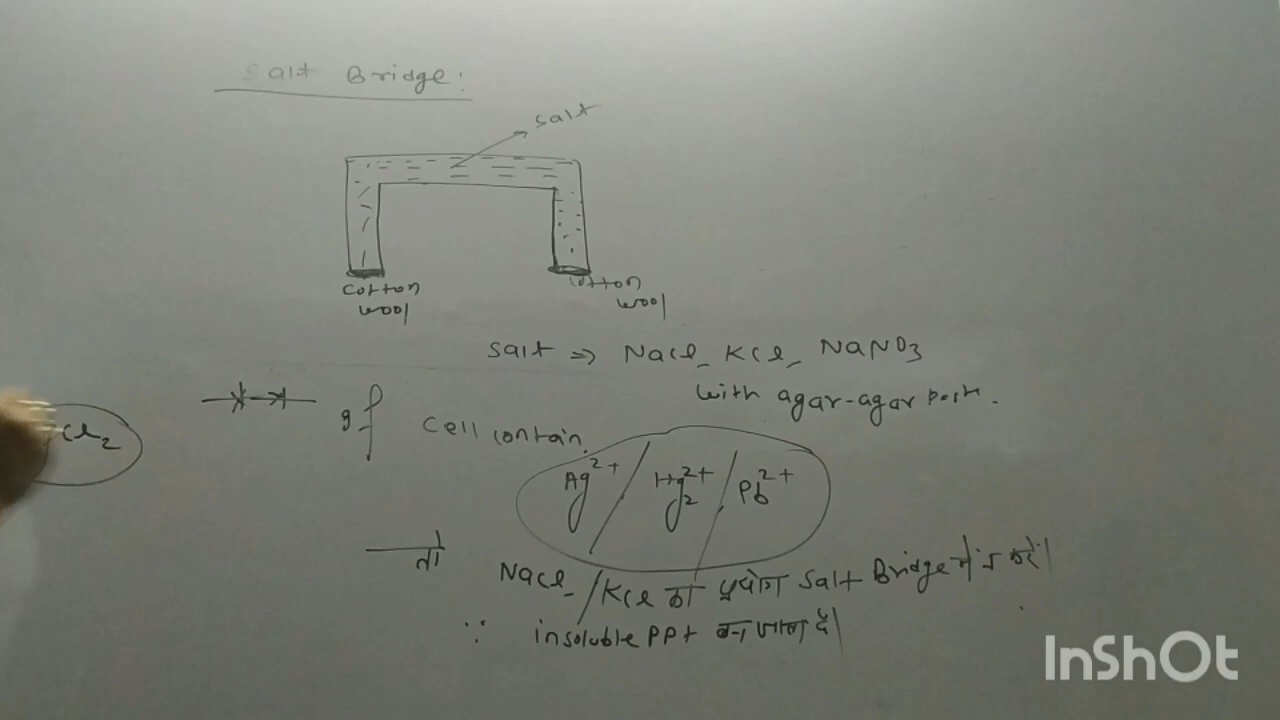 Salt Bridge:
salt
cotton
wool
cotton
wool
Salt ⇒ NaCl, KCl, NaNO3
with agar-agar
If cell contain
Cl2
Ag2+ / Hg2 2+ / Pb2+
तो
NaCl / KCl का प्रयोग Salt Bridge में न करें।
∵ insoluble ppt बन जाता है।
InShOt